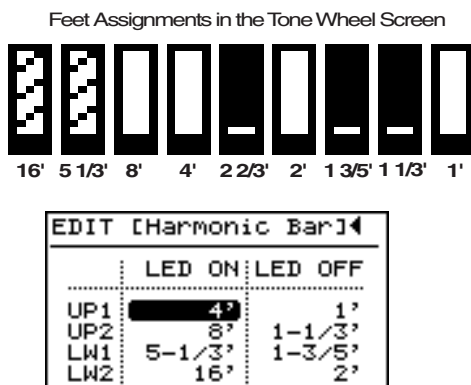 Feet Assignments in the Tone Wheel Screen
16' 5 1/3' 8' 4' 2 2/3' 2' 1 3/5' 1 1/3' 1'
EDIT [Harmonic Bar]
LED ON LED OFF
UP1 4' 1'
UP2 8' 1-1/3'
LW1 5-1/3' 1-3/5'
LW2 16' 2'